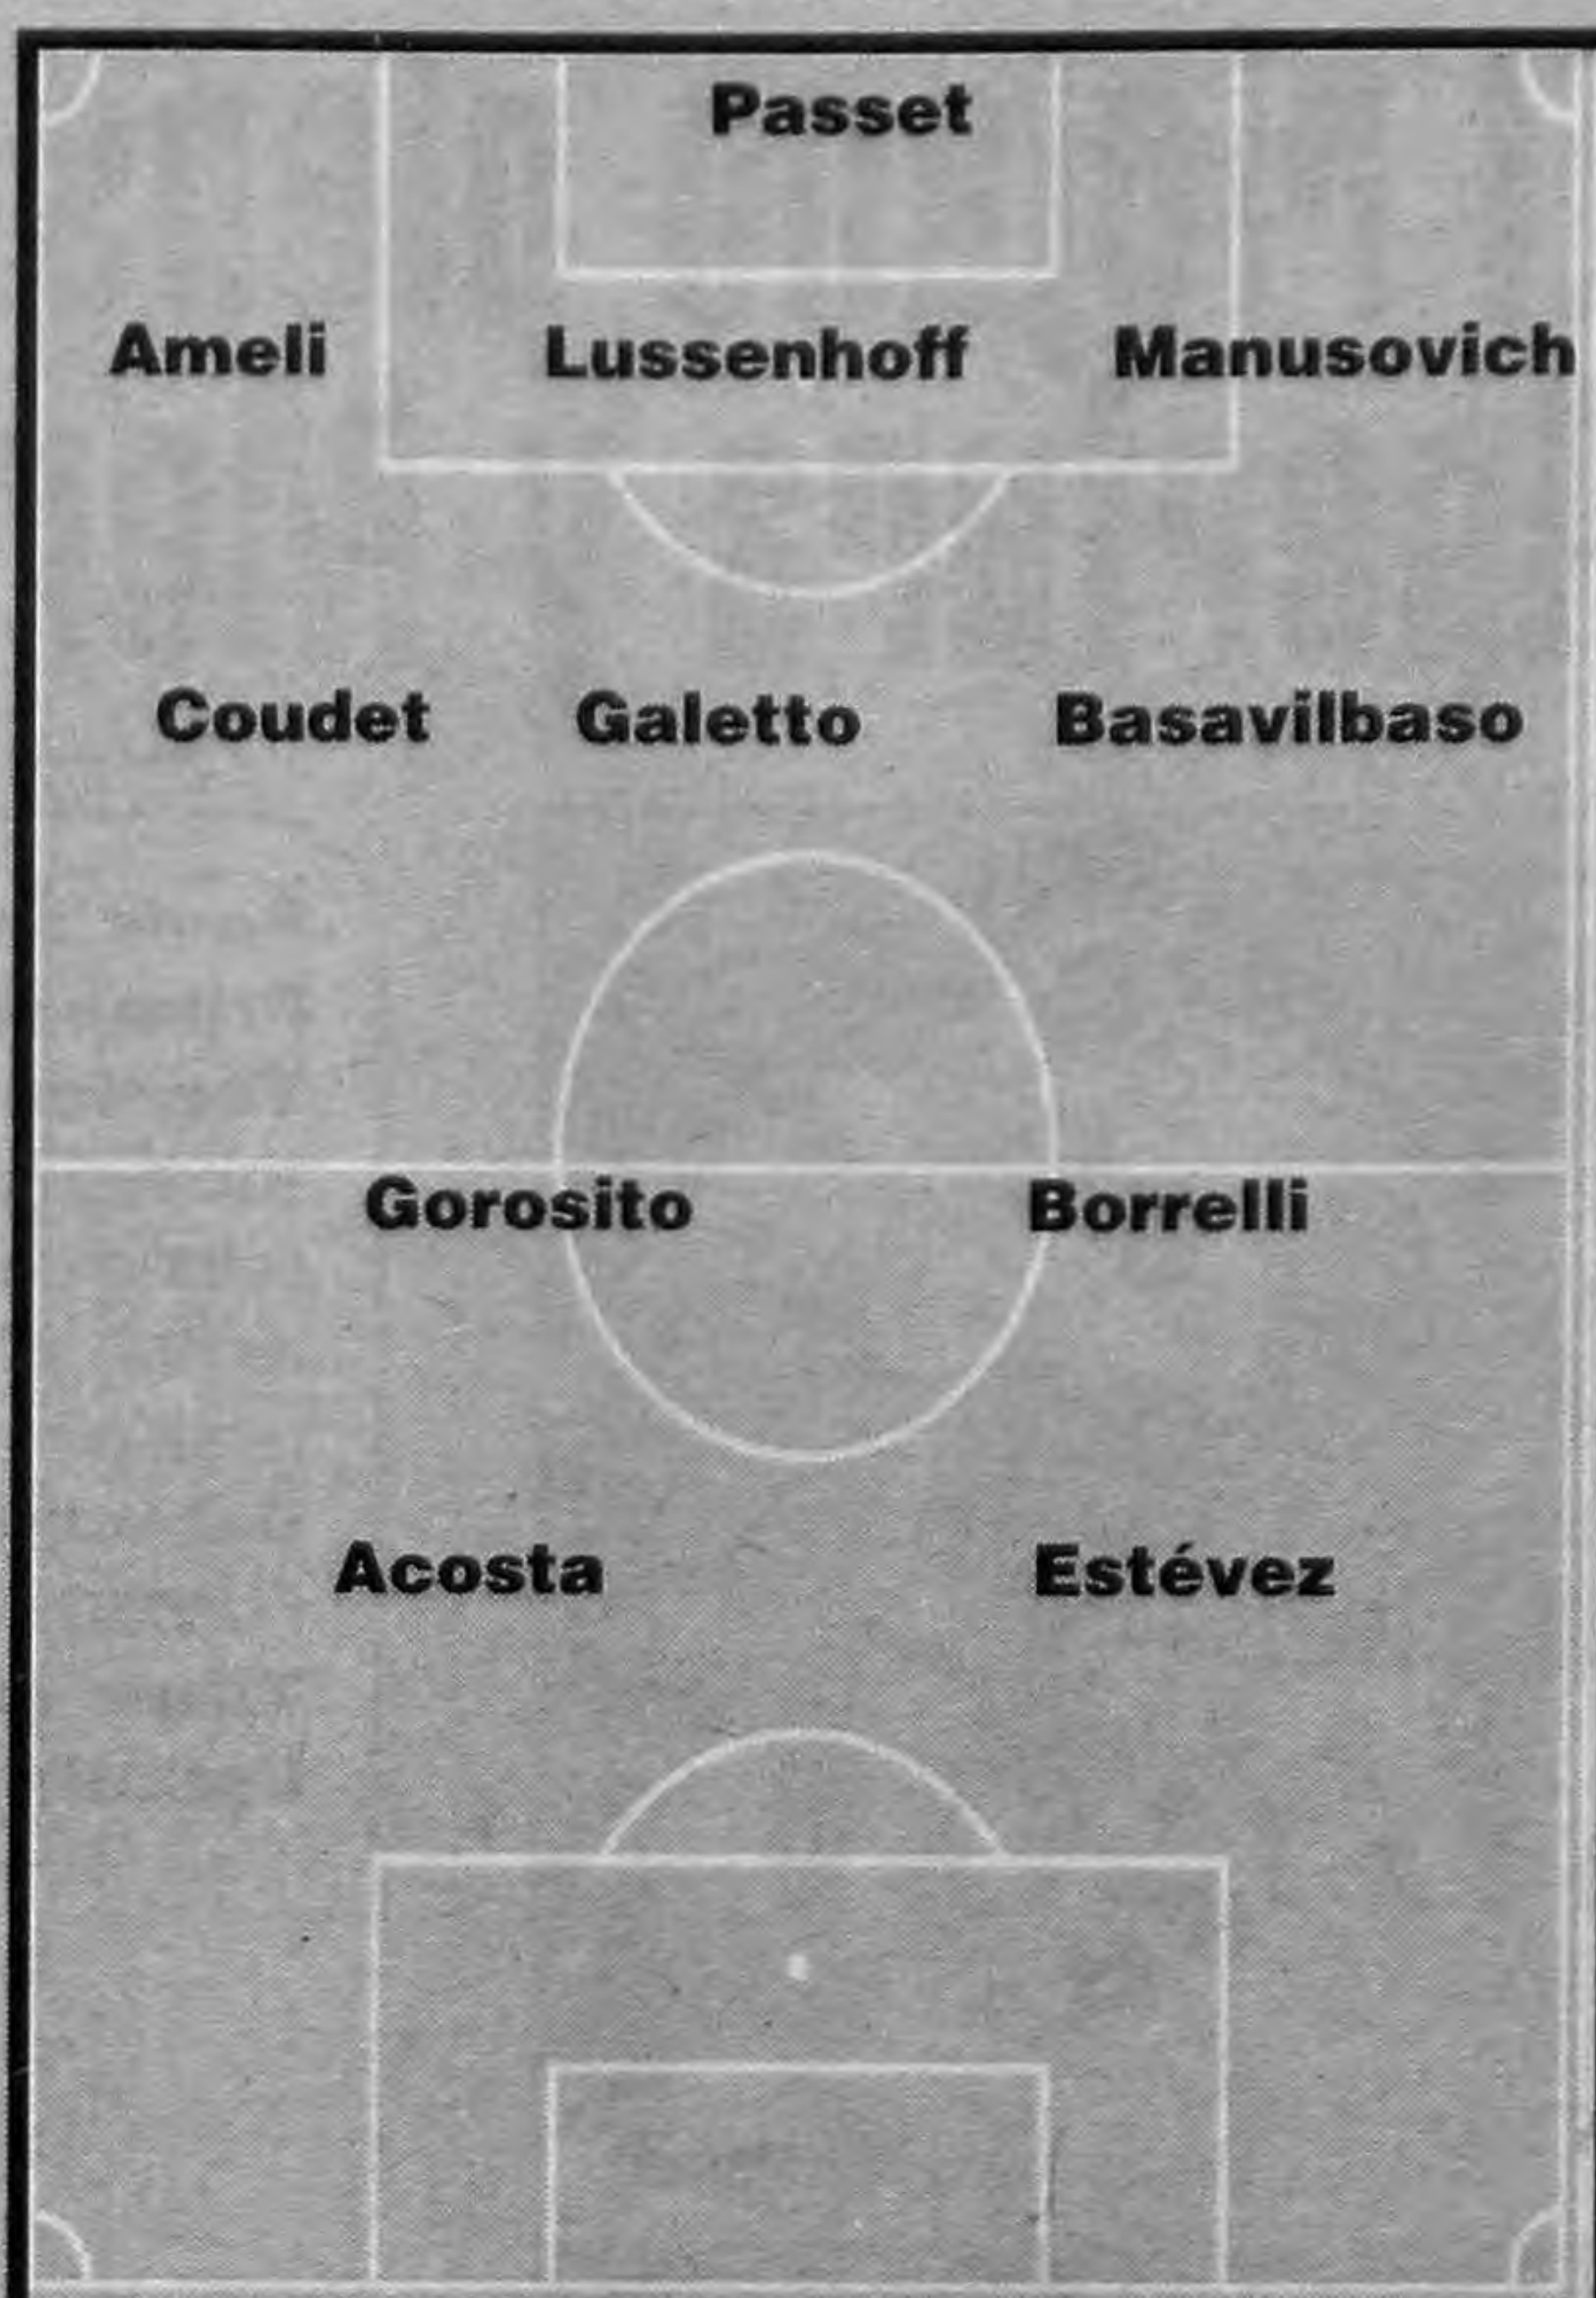 Passet
Ameli Lussenhoff Manusovich
Coudet Galetto Basavilbaso
Gorosito Borrelli
Acosta Estévez